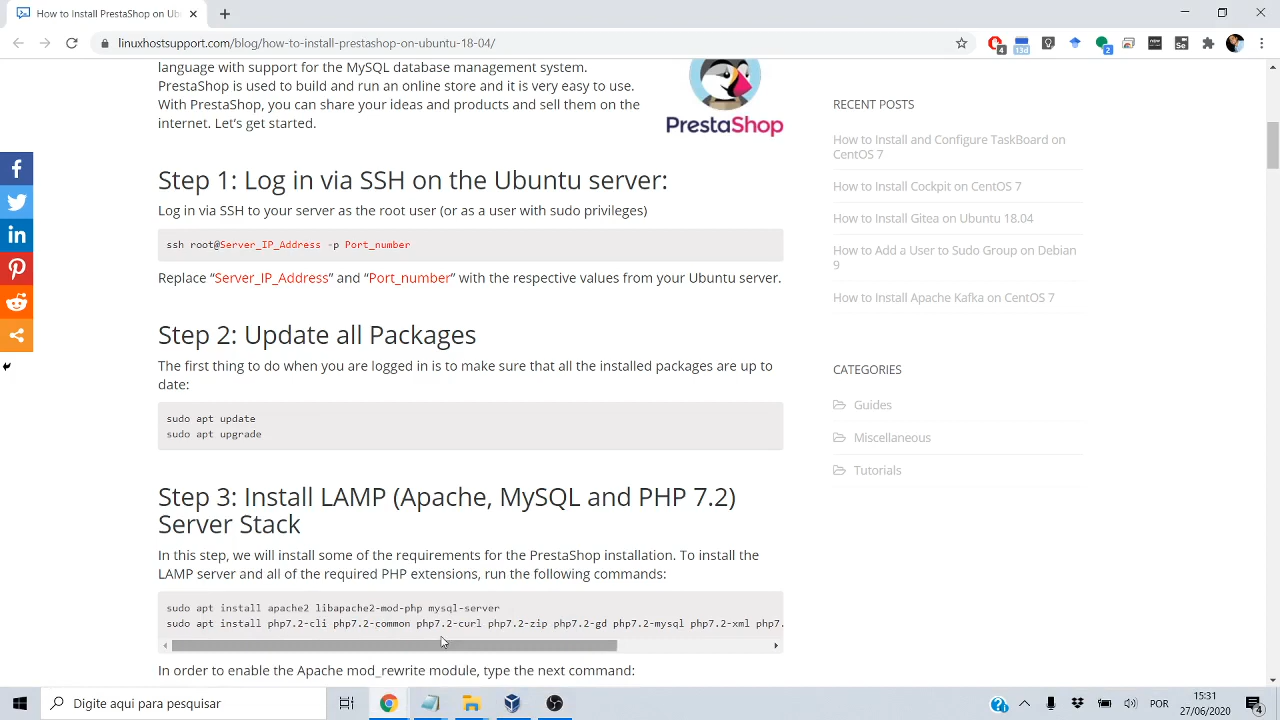 How to Install PrestaShop on Ub
linuxhostsupport.com/blog/how-to-install-prestashop-on-ubuntu-18-04/
4
13d
2
Se
language with support for the MySQL database management system.
PrestaShop is used to build and run an online store and it is very easy to use.
With PrestaShop, you can share your ideas and products and sell them on the
internet. Let's get started.
PrestaShop
Step 1: Log in via SSH on the Ubuntu server:
Log in via SSH to your server as the root user (or as a user with sudo privileges)
ssh root@Server_IP_Address -p Port_number
Replace “Server_IP_Address” and “Port_number” with the respective values from your Ubuntu server.
Step 2: Update all Packages
The first thing to do when you are logged in is to make sure that all the installed packages are up to
date:
sudo apt update
sudo apt upgrade
Step 3: Install LAMP (Apache, MySQL and PHP 7.2)
Server Stack
In this step, we will install some of the requirements for the PrestaShop installation. To install the
LAMP server and all of the required PHP extensions, run the following commands:
sudo apt install apache2 libapache2-mod-php mysql-server
sudo apt install php7.2-cli php7.2-common php7.2-curl php7.2-zip php7.2-gd php7.2-mysql php7.2-xml php7.
In order to enable the Apache mod_rewrite module, type the next command:
RECENT POSTS
How to Install and Configure TaskBoard on
CentOS 7
How to Install Cockpit on CentOS 7
How to Install Gitea on Ubuntu 18.04
How to Add a User to Sudo Group on Debian
9
How to Install Apache Kafka on CentOS 7
CATEGORIES
Guides
Miscellaneous
Tutorials
Digite aqui para pesquisar
POR
15:31
27/06/2020
4